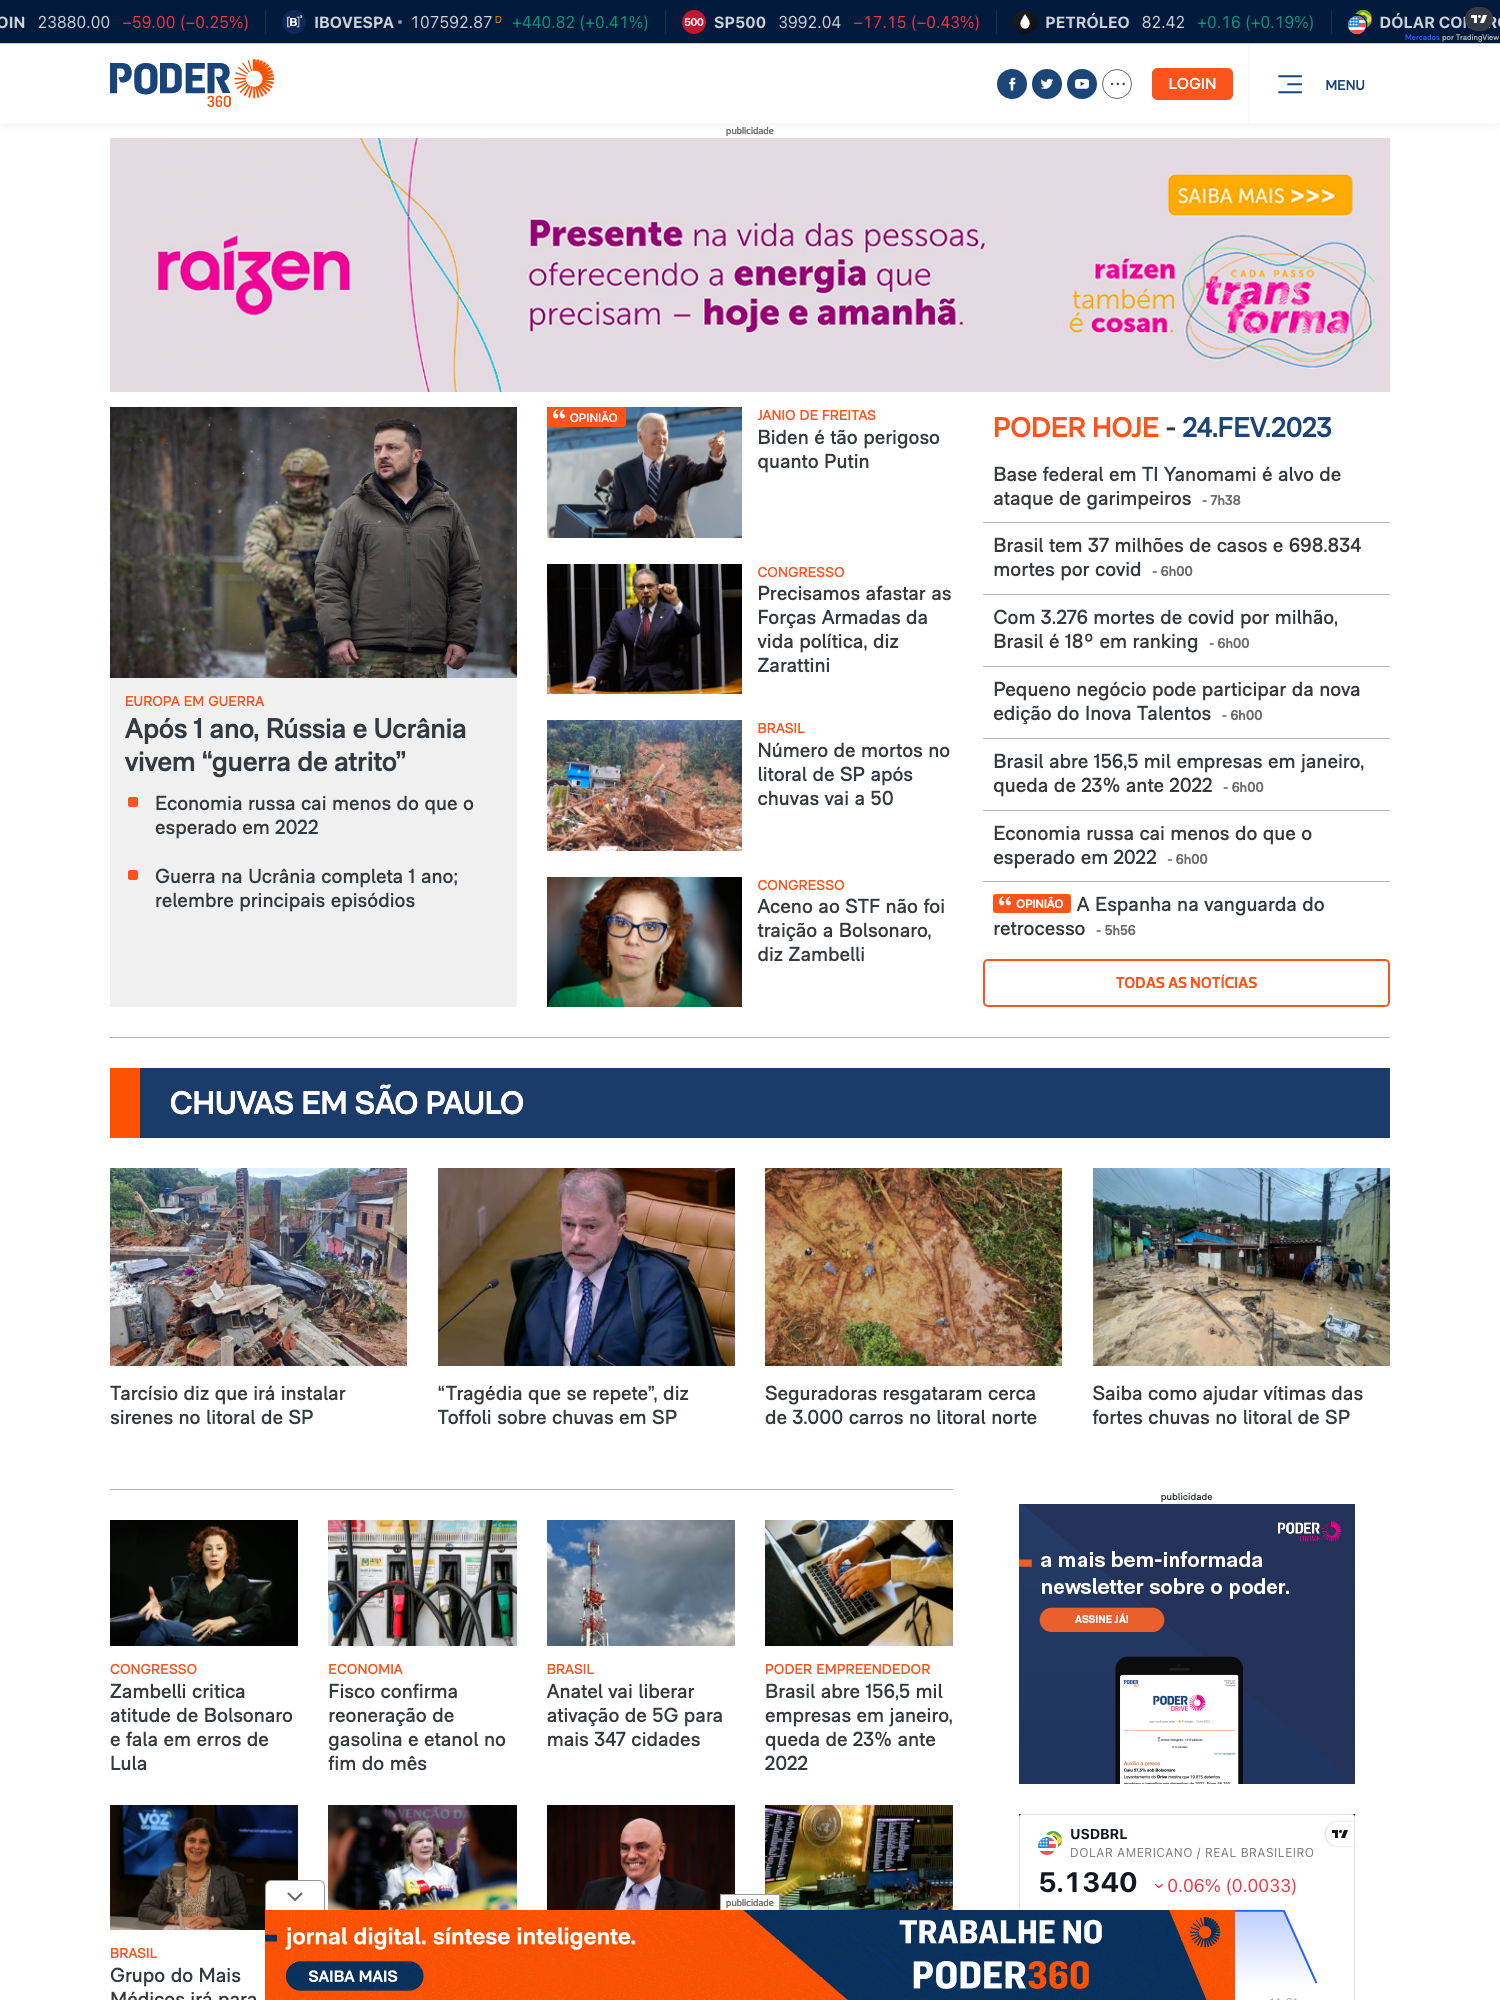 OIN 23880.00 −59.00 (−0.25%) IBOVESPA 107592.87 D +440.82 (+0.41%) 500 SP500 3992.04 −17.15 (−0.43%) PETRÓLEO 82.42 +0.16 (+0.19%)
Mercados por TradingView
PODER
360
LOGIN
MENU
publicidade
raízen
Presente na vida das pessoas,
oferecendo a energia que
precisam – hoje e amanhã.
SAIBA MAIS >>>
raízen
também
é cosan.
CADA PASSO
trans
forma
EUROPA EM GUERRA
Após 1 ano, Rússia e Ucrânia
vivem “guerra de atrito”
Economia russa cai menos do que o
esperado em 2022
Guerra na Ucrânia completa 1 ano;
relembre principais episódios
OPINIÃO
JANIO DE FREITAS
Biden é tão perigoso
quanto Putin
CONGRESSO
Precisamos afastar as
Forças Armadas da
vida política, diz
Zarattini
BRASIL
Número de mortos no
litoral de SP após
chuvas vai a 50
CONGRESSO
Aceno ao STF não foi
traição a Bolsonaro,
diz Zambelli
PODER HOJE - 24.FEV.2023
Base federal em TI Yanomami é alvo de
ataque de garimpeiros - 7h38
Brasil tem 37 milhões de casos e 698.834
mortes por covid - 6h00
Com 3.276 mortes de covid por milhão,
Brasil é 18º em ranking - 6h00
Pequeno negócio pode participar da nova
edição do Inova Talentos - 6h00
Brasil abre 156,5 mil empresas em janeiro,
queda de 23% ante 2022 - 6h00
Economia russa cai menos do que o
esperado em 2022 - 6h00
OPINIÃO A Espanha na vanguarda do
retrocesso - 5h56
TODAS AS NOTÍCIAS
CHUVAS EM SÃO PAULO
Tarcísio diz que irá instalar
sirenes no litoral de SP
“Tragédia que se repete”, diz
Toffoli sobre chuvas em SP
Seguradoras resgataram cerca
de 3.000 carros no litoral norte
Saiba como ajudar vítimas das
fortes chuvas no litoral de SP
CONGRESSO
Zambelli critica
atitude de Bolsonaro
e fala em erros de
Lula
ECONOMIA
Fisco confirma
reoneração de
gasolina e etanol no
fim do mês
BRASIL
Anatel vai liberar
ativação de 5G para
mais 347 cidades
PODER EMPREENDEDOR
Brasil abre 156,5 mil
empresas em janeiro,
queda de 23% ante
2022
publicidade
PODER
DRIVE
a mais bem-informada
newsletter sobre o poder.
ASSINE JÁ!
PODER
DRIVE
Auxílio a presos
Caiu 57,5% sob Bolsonaro
USDBRL
DOLAR AMERICANO / REAL BRASILEIRO
5.1340 0.06% (0.0033)
VOZ
BRASIL
Grupo do Mais
Médicos irá para
publicidade
jornal digital. síntese inteligente.
SAIBA MAIS
TRABALHE NO
PODER360